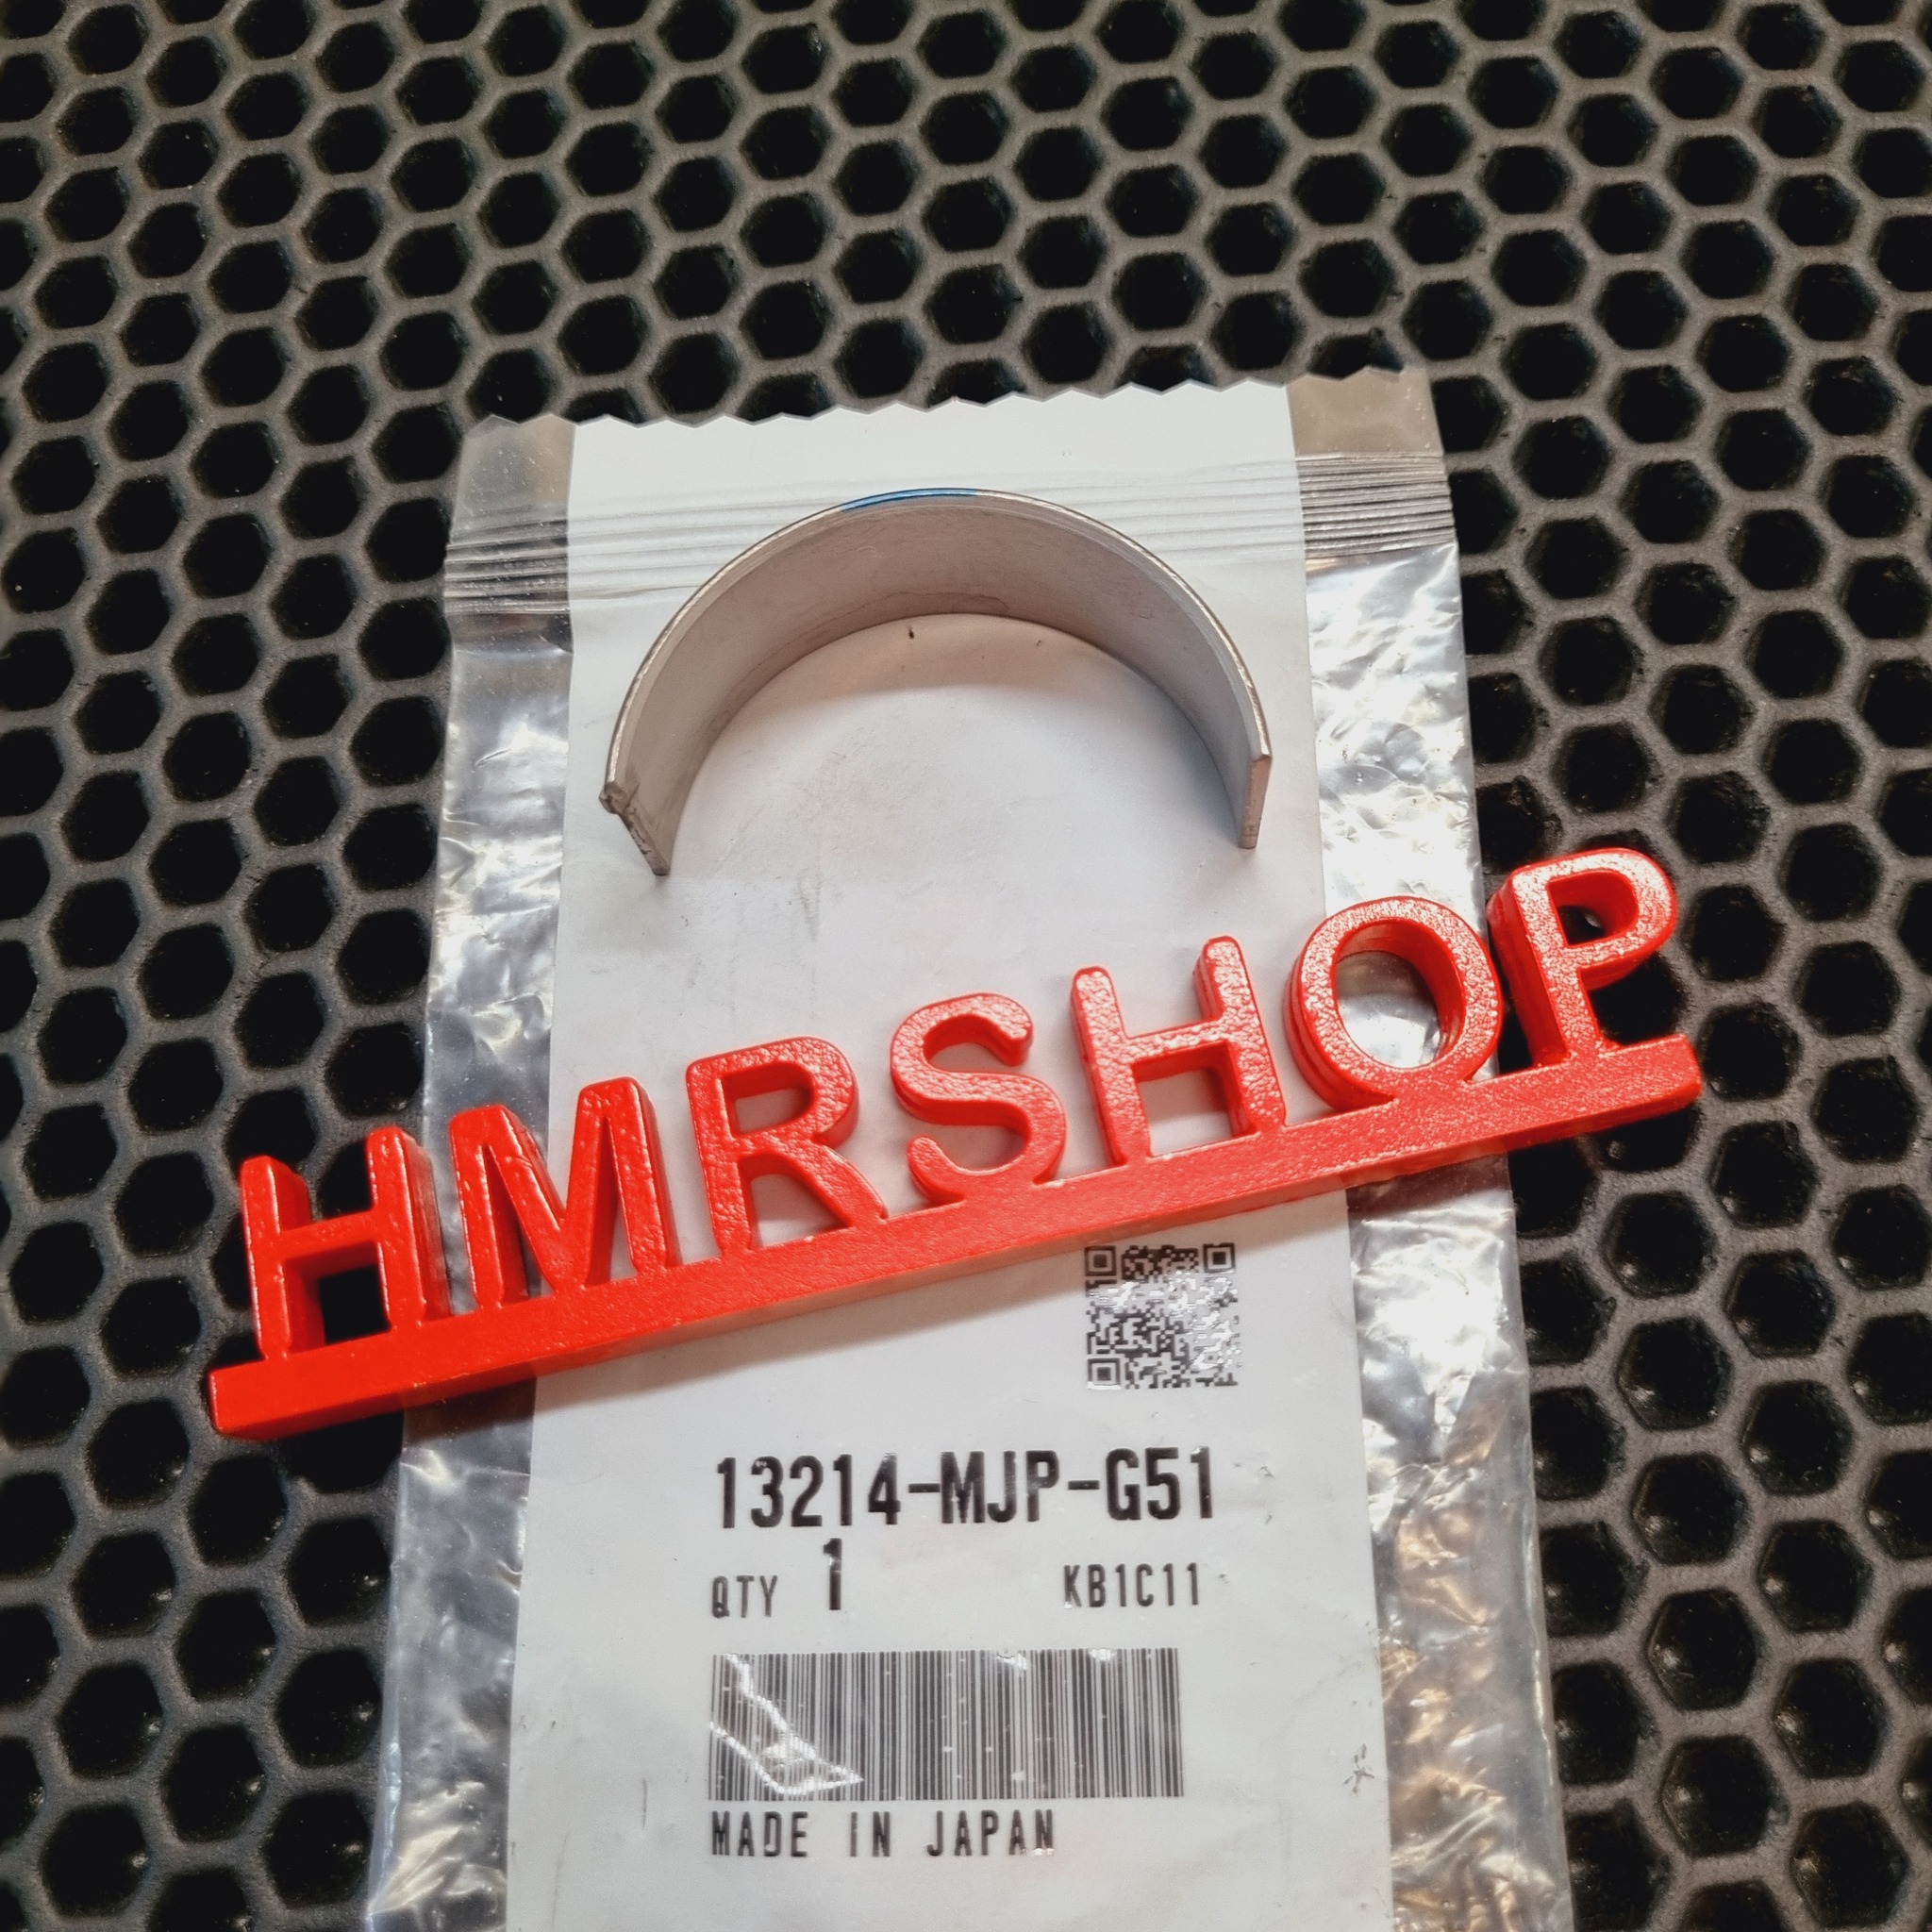 HMRSHOP
13214-MJP-G51
QTY 1 KB1C11
MADE IN JAPAN